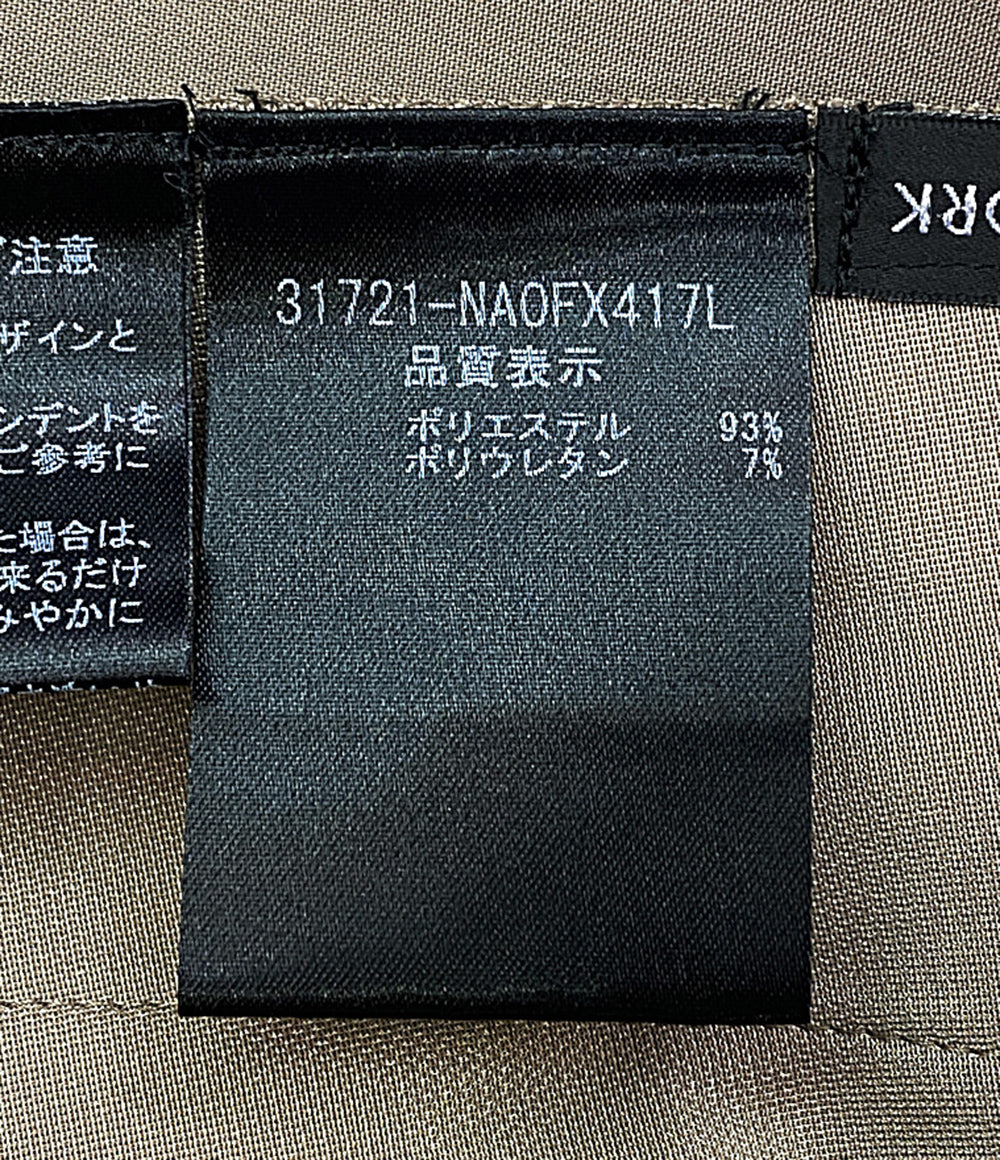 31721-NA0FX417L
品質表示
ポリエステル 93%
ポリウレタン 7%
ご注意
ザインと
ンデントを
ご参考に
た場合は、
来るだけ
みやかに
ORK